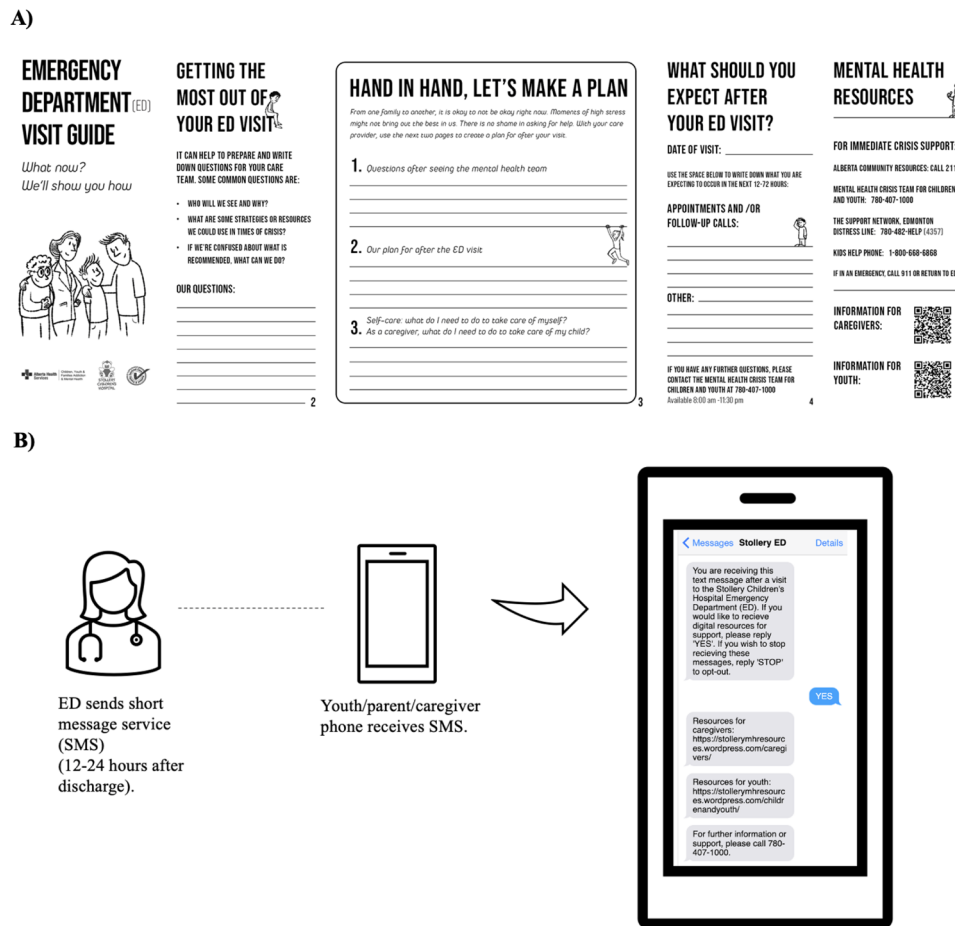 A)
EMERGENCY
DEPARTMENT (ED)
VISIT GUIDE
What now?
We'll show you how
Alberta Health
Services
STOLLERY
CHILDREN'S
HOSPITAL
GETTING THE
MOST OUT OF
YOUR ED VISIT
IT CAN HELP TO PREPARE AND WRITE
DOWN QUESTIONS FOR YOUR CARE
TEAM. SOME COMMON QUESTIONS ARE:
• WHO WILL WE SEE AND WHY?
• WHAT ARE SOME STRATEGIES OR RESOURCES
WE COULD USE IN TIMES OF CRISIS?
• IF WE'RE CONFUSED ABOUT WHAT IS
RECOMMENDED, WHAT CAN WE DO?
OUR QUESTIONS:
2
HAND IN HAND, LET'S MAKE A PLAN
From one family to another, it is okay to not be okay right now. Moments of high stress
might not bring out the best in us. There is no shame in asking for help. With your care
provider, use the next two pages to create a plan for after your visit.
1. Questions after seeing the mental health team
2. Our plan for after the ED visit
3. Self-care: what do I need to do to take care of myself?
As a caregiver, what do I need to do to take care of my child?
3
WHAT SHOULD YOU
EXPECT AFTER
YOUR ED VISIT?
DATE OF VISIT:
USE THE SPACE BELOW TO WRITE DOWN WHAT YOU ARE
EXPECTING TO OCCUR IN THE NEXT 12-72 HOURS:
APPOINTMENTS AND /OR
FOLLOW-UP CALLS:
OTHER:
IF YOU HAVE ANY FURTHER QUESTIONS, PLEASE
CONTACT THE MENTAL HEALTH CRISIS TEAM FOR
CHILDREN AND YOUTH AT 780-407-1000
Available 8:00 am -11:30 pm
4
MENTAL HEALTH
RESOURCES
FOR IMMEDIATE CRISIS SUPPORT:
ALBERTA COMMUNITY RESOURCES: CALL 211
MENTAL HEALTH CRISIS TEAM FOR CHILDREN
AND YOUTH: 780-407-1000
THE SUPPORT NETWORK, EDMONTON
DISTRESS LINE: 780-482-HELP (4357)
KIDS HELP PHONE: 1-800-668-6868
IF IN AN EMERGENCY, CALL 911 OR RETURN TO ED
INFORMATION FOR
CAREGIVERS:
INFORMATION FOR
YOUTH:
B)
ED sends short
message service
(SMS)
(12-24 hours after
discharge).
Youth/parent/caregiver
phone receives SMS.
Messages Stollery ED Details
You are receiving this
text message after a visit
to the Stollery Children's
Hospital Emergency
Department (ED). If you
would like to recieve
digital resources for
support, please reply
'YES'. If you wish to stop
recieving these
messages, reply 'STOP'
to opt-out.
YES
Resources for
caregivers:
https://stollerymhresourc
es.wordpress.com/caregi
vers/
Resources for youth:
https://stollerymhresourc
es.wordpress.com/childr
enandyouth/
For further information or
support, please call 780-
407-1000.